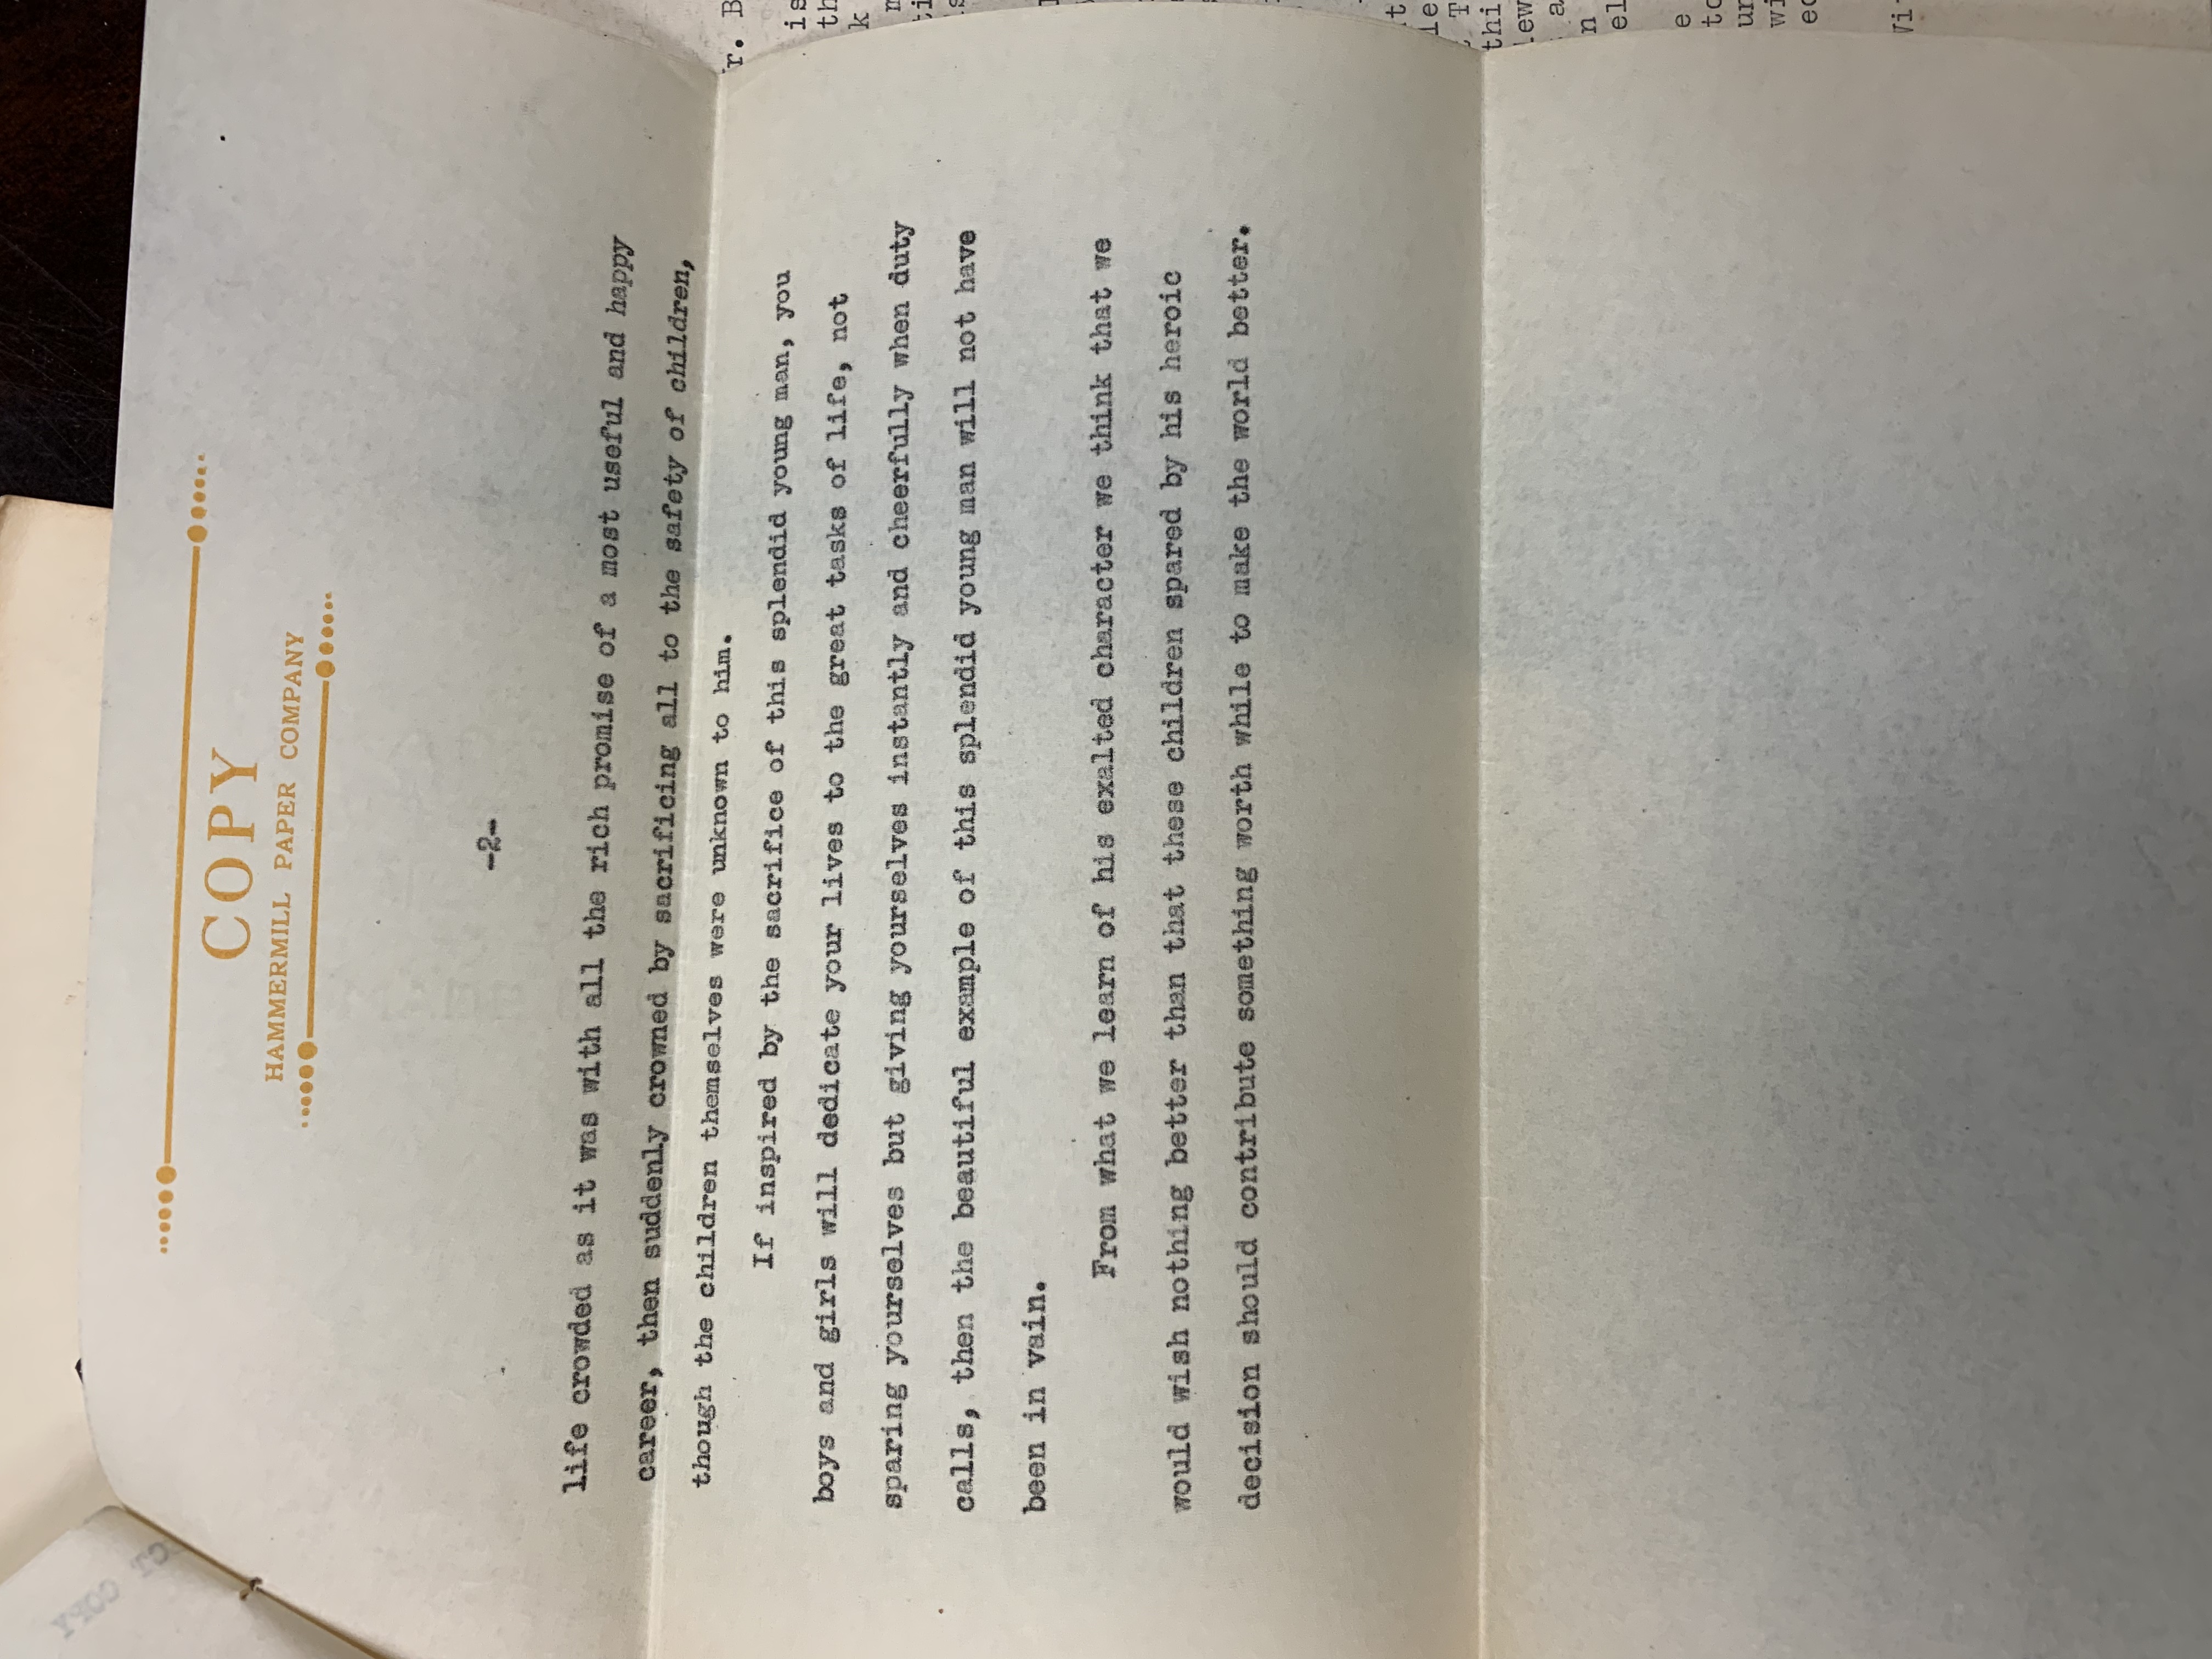 COPY
HAMMERMILL PAPER COMPANY
-2-
life crowded as it was with all the rich promise of a most useful and happy
career, then suddenly crowned by sacrificing all to the safety of children,
though the children themselves were unknown to him.
If inspired by the sacrifice of this splendid young man, you
boys and girls will dedicate your lives to the great tasks of life, not
sparing yourselves but giving yourselves instantly and cheerfully when duty
calls, then the beautiful example of this splendid young man will not have
been in vain.
From what we learn of his exalted character we think that we
would wish nothing better than that these children spared by his heroic
decision should contribute something worth while to make the world better.